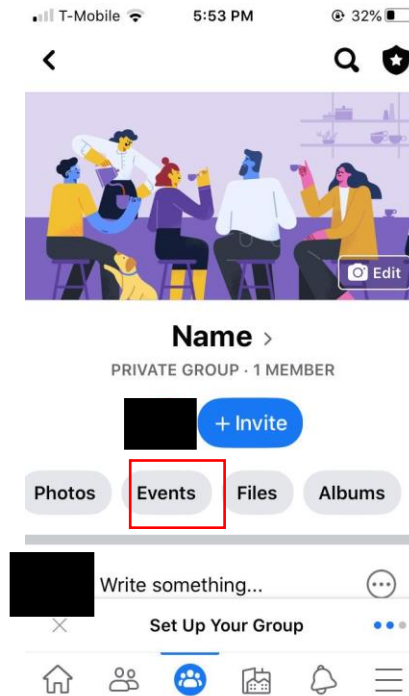 T-Mobile 5:53 PM 32%
Edit
Name >
PRIVATE GROUP · 1 MEMBER
+ Invite
Photos Events Files Albums
Write something...
Set Up Your Group